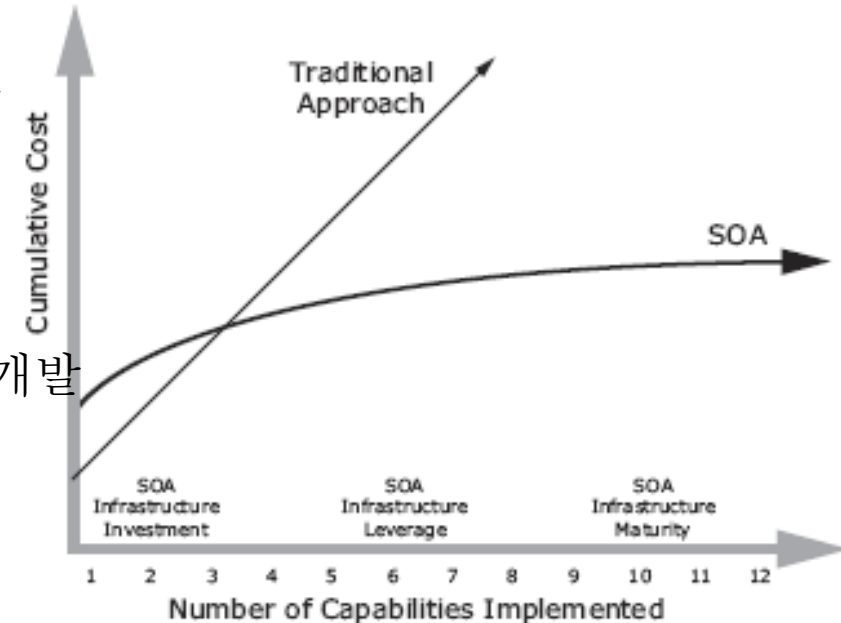 Traditional
Approach
Cumulative Cost
SOA
개발
SOA
Infrastructure
Investment
SOA
Infrastructure
Leverage
SOA
Infrastructure
Maturity
1 2 3 4 5 6 7 8 9 10 11 12
Number of Capabilities Implemented